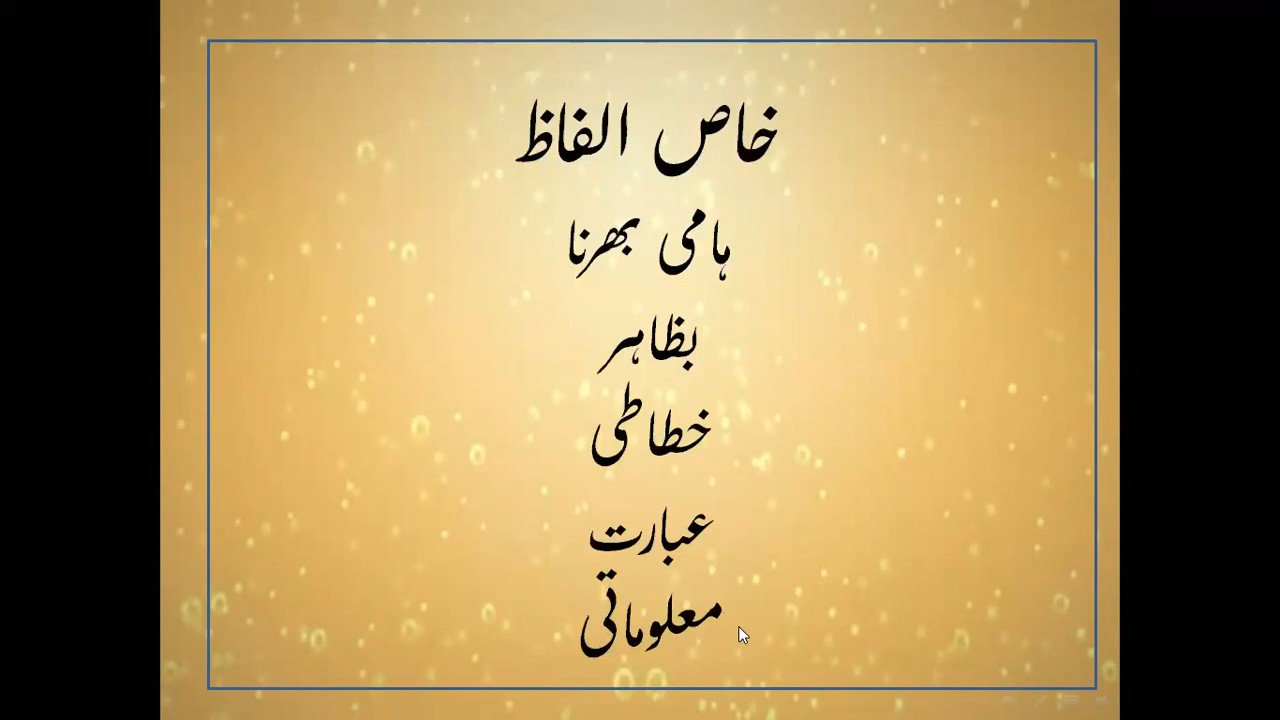 خاص الفاظ
ہامی بھرنا
بظاہر
خطاطی
عبارت
معلوماتی